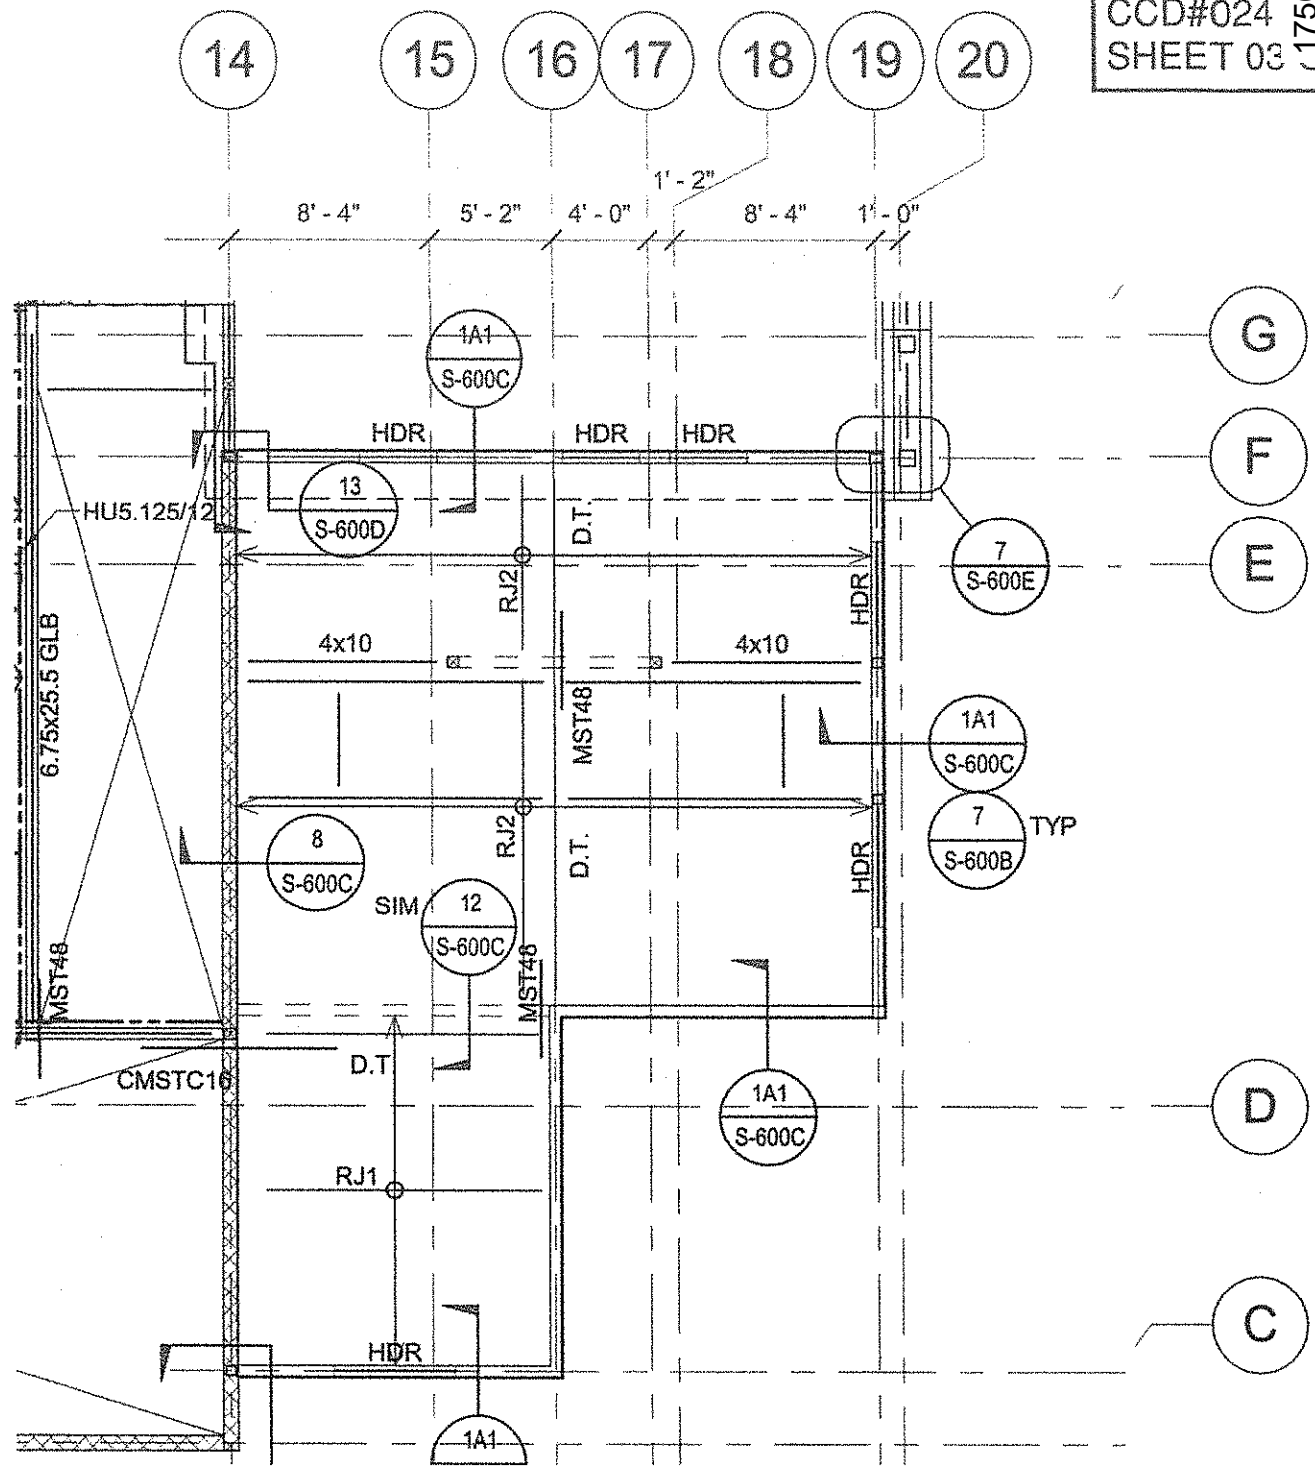 CCD#024
SHEET 03
175
14
15
16
17
18
19
20
1' - 2"
8' - 4"
5' - 2"
4' - 0"
8' - 4"
1' - 0"
G
1A1
S-600C
HDR
HDR
HDR
F
13
S-600D
HU5.125/12
D.T.
7
S-600E
E
RJ2
HDR
6.75x25.5 GLB
4x10
4x10
MST48
1A1
S-600C
7
S-600B
TYP
8
S-600C
RJ2
D.T.
HDR
SIM
12
S-600C
MST48
MST48
D.T
CMSTC16
1A1
S-600C
D
RJ1
C
HDR
1A1